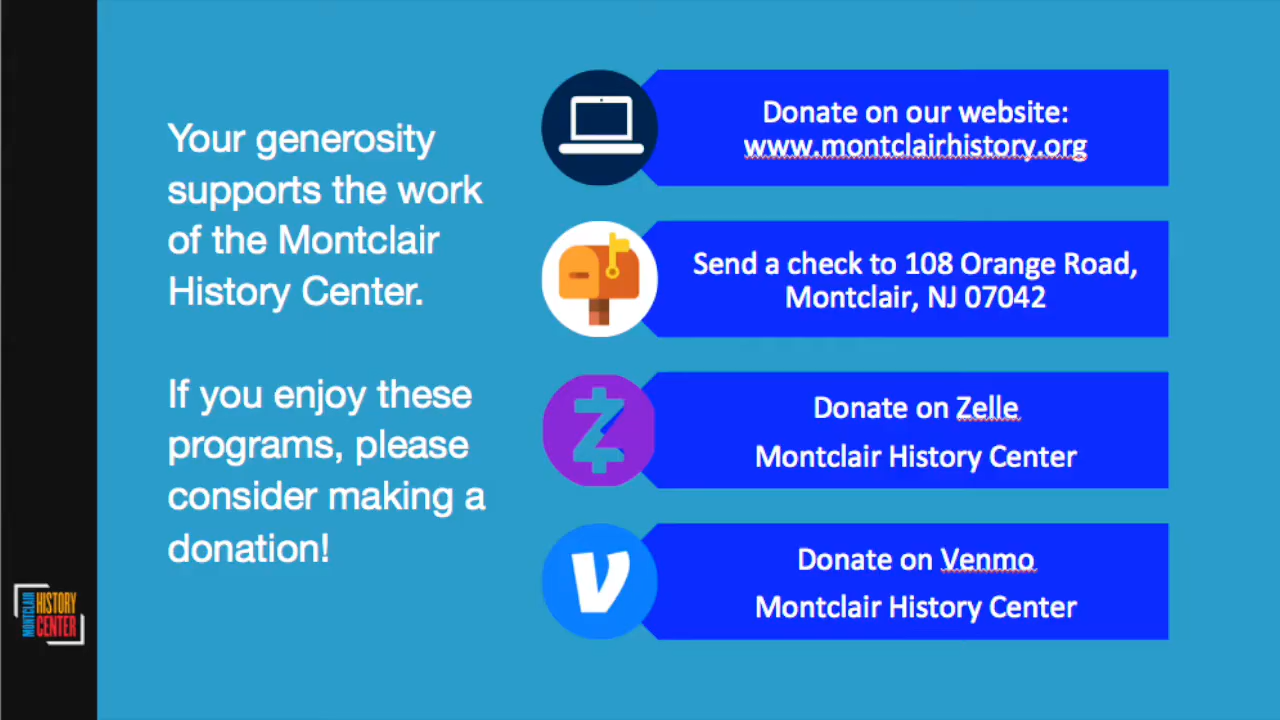 Your generosity
supports the work
of the Montclair
History Center.
If you enjoy these
programs, please
consider making a
donation!
Donate on our website:
www.montclairhistory.org
Send a check to 108 Orange Road,
Montclair, NJ 07042
Donate on Zelle
Montclair History Center
Donate on Venmo
Montclair History Center
MONTCLAIR
HISTORY
CENTER